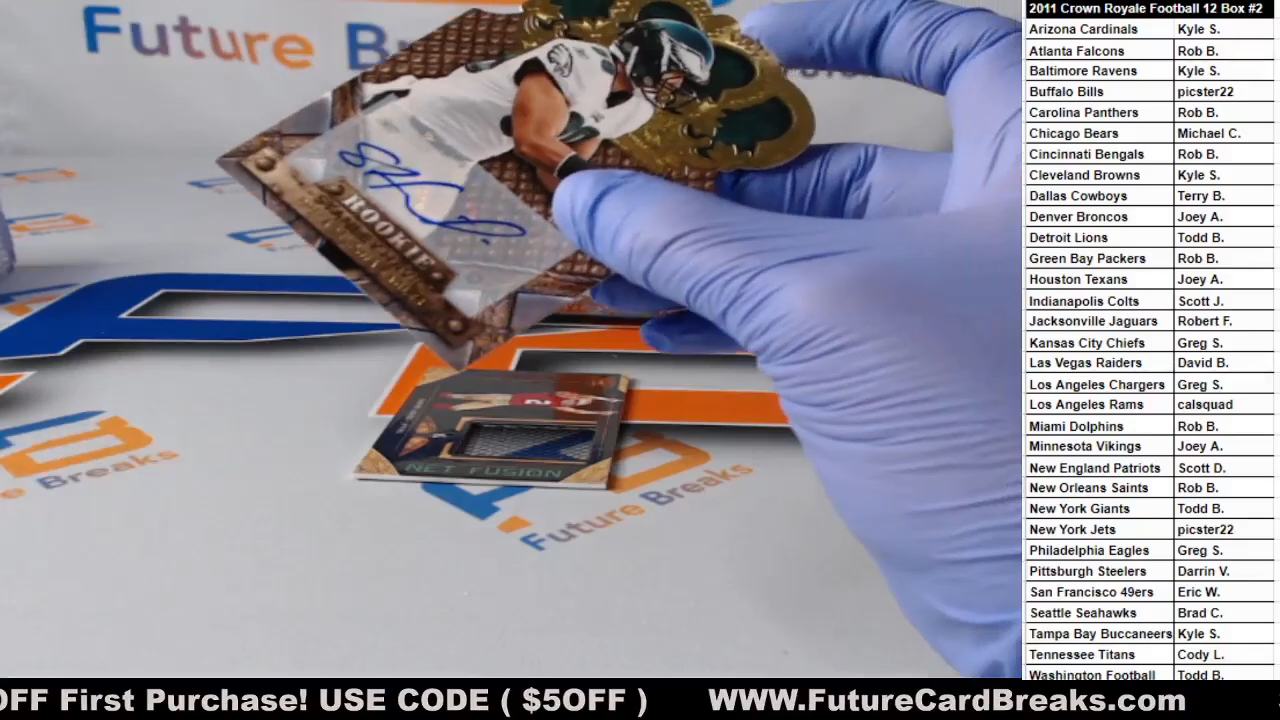 Future Br
2011 Crown Royale Football 12 Box #2
Arizona Cardinals Kyle S.
Atlanta Falcons Rob B.
Baltimore Ravens Kyle S.
Buffalo Bills picster22
Carolina Panthers Rob B.
Chicago Bears Michael C.
Cincinnati Bengals Rob B.
Cleveland Browns Kyle S.
Dallas Cowboys Terry B.
Denver Broncos Joey A.
Detroit Lions Todd B.
Green Bay Packers Rob B.
Houston Texans Joey A.
Indianapolis Colts Scott J.
Jacksonville Jaguars Robert F.
Kansas City Chiefs Greg S.
Las Vegas Raiders David B.
Los Angeles Chargers Greg S.
Los Angeles Rams calsquad
Miami Dolphins Rob B.
Minnesota Vikings Joey A.
New England Patriots Scott D.
New Orleans Saints Rob B.
New York Giants Todd B.
New York Jets picster22
Philadelphia Eagles Greg S.
Pittsburgh Steelers Darrin V.
San Francisco 49ers Eric W.
Seattle Seahawks Brad C.
Tampa Bay Buccaneers Kyle S.
Tennessee Titans Cody L.
Washington Football Todd B.
ROOKIE
NET FUSION
Breaks
Future Breaks
OFF First Purchase! USE CODE ( $5OFF ) WWW.FutureCardBreaks.com